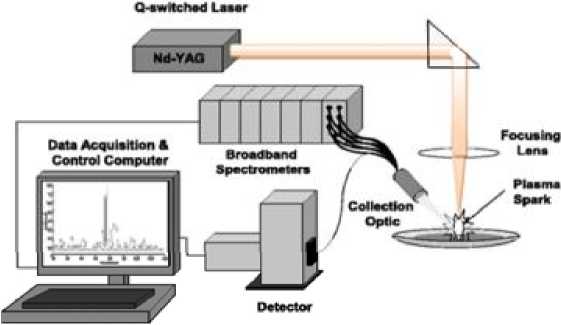 Q-switched Laser
Nd-YAG
Focusing
Lens
Data Acquisition &
Control Computer
Broadband
Spectrometers
Plasma
Spark
Collection
Optic
Detector